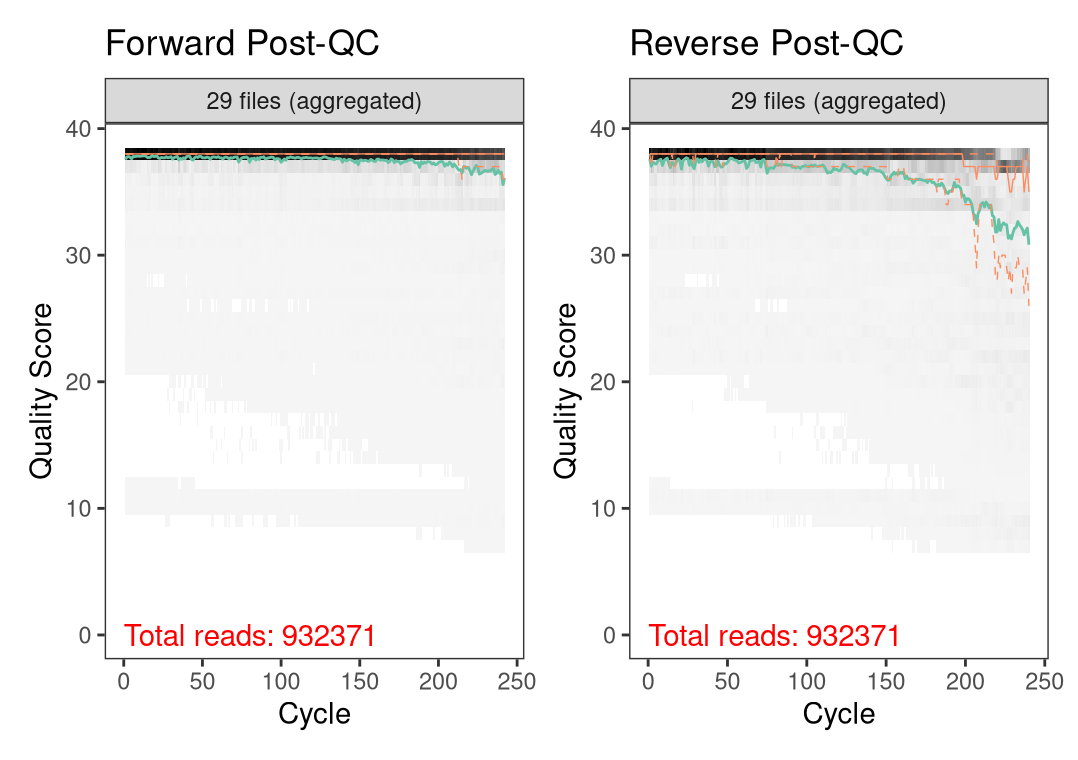 Forward Post-QC
29 files (aggregated)
Quality Score
40
30
20
10
0
Total reads: 932371
0 50 100 150 200 250
Cycle
Reverse Post-QC
29 files (aggregated)
Quality Score
40
30
20
10
0
Total reads: 932371
0 50 100 150 200 250
Cycle